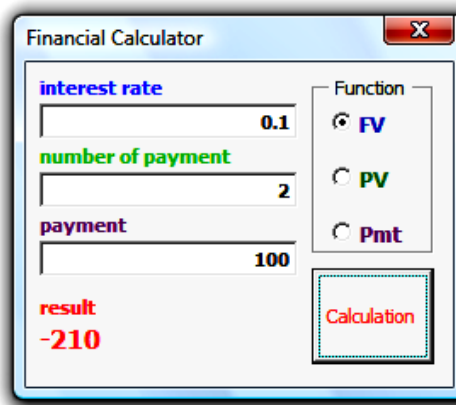 Financial Calculator
interest rate
0.1
number of payment
2
payment
100
result
-210
Function
FV
PV
Pmt
Calculation